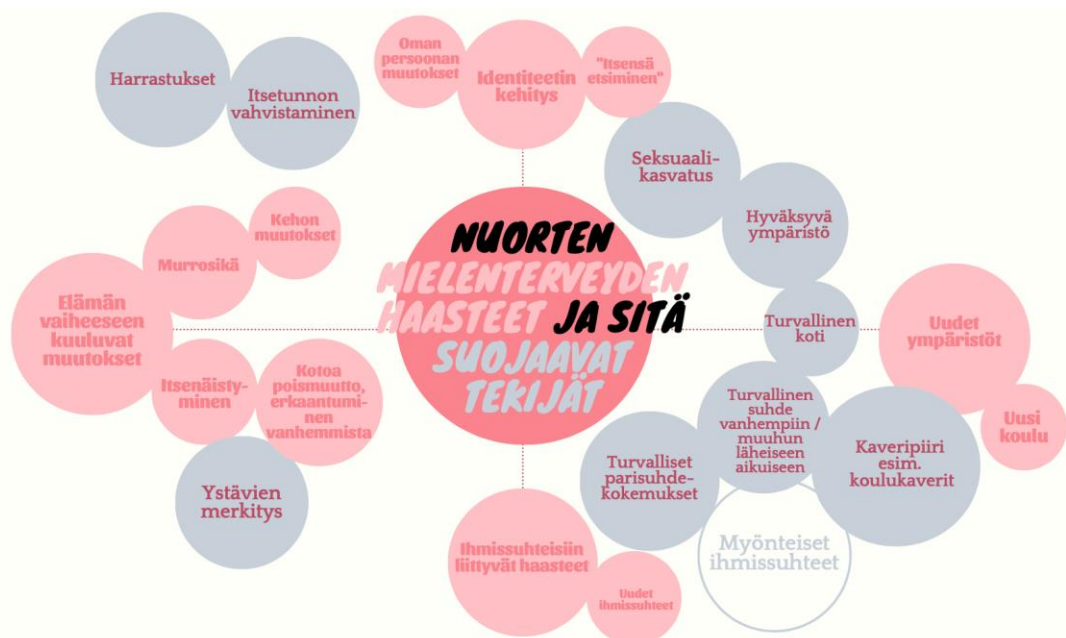 Harrastukset
Itsetunnon
vahvistaminen
Oman
persoonan
muutokset
Identiteetin
kehitys
"Itsensä
etsiminen"
Seksuaali-
kasvatus
Hyväksyvä
ympäristö
Turvallinen
koti
Kehon
muutokset
Murrosikä
Elämän
vaiheeseen
kuuluvat
muutokset
Itsenäisty-
minen
Kotoa
poismuutto,
erkaantumi-
nen
vanhemmista
Ystävien
merkitys
NUORTEN
MIELENTERVEYDEN
HAASTEET JA SITÄ
SUOJAAVAT
TEKIJÄT
Uudet
ympäristöt
Uusi
koulu
Turvallinen
suhde
vanhempiin /
muuhun
läheiseen
aikuiseen
Kaveripiiri
esim.
koulukaverit
Turvalliset
parisuhde-
kokemukset
Myönteiset
ihmissuhteet
Ihmissuhteisiin
liittyvät haasteet
Uudet
ihmissuhteet